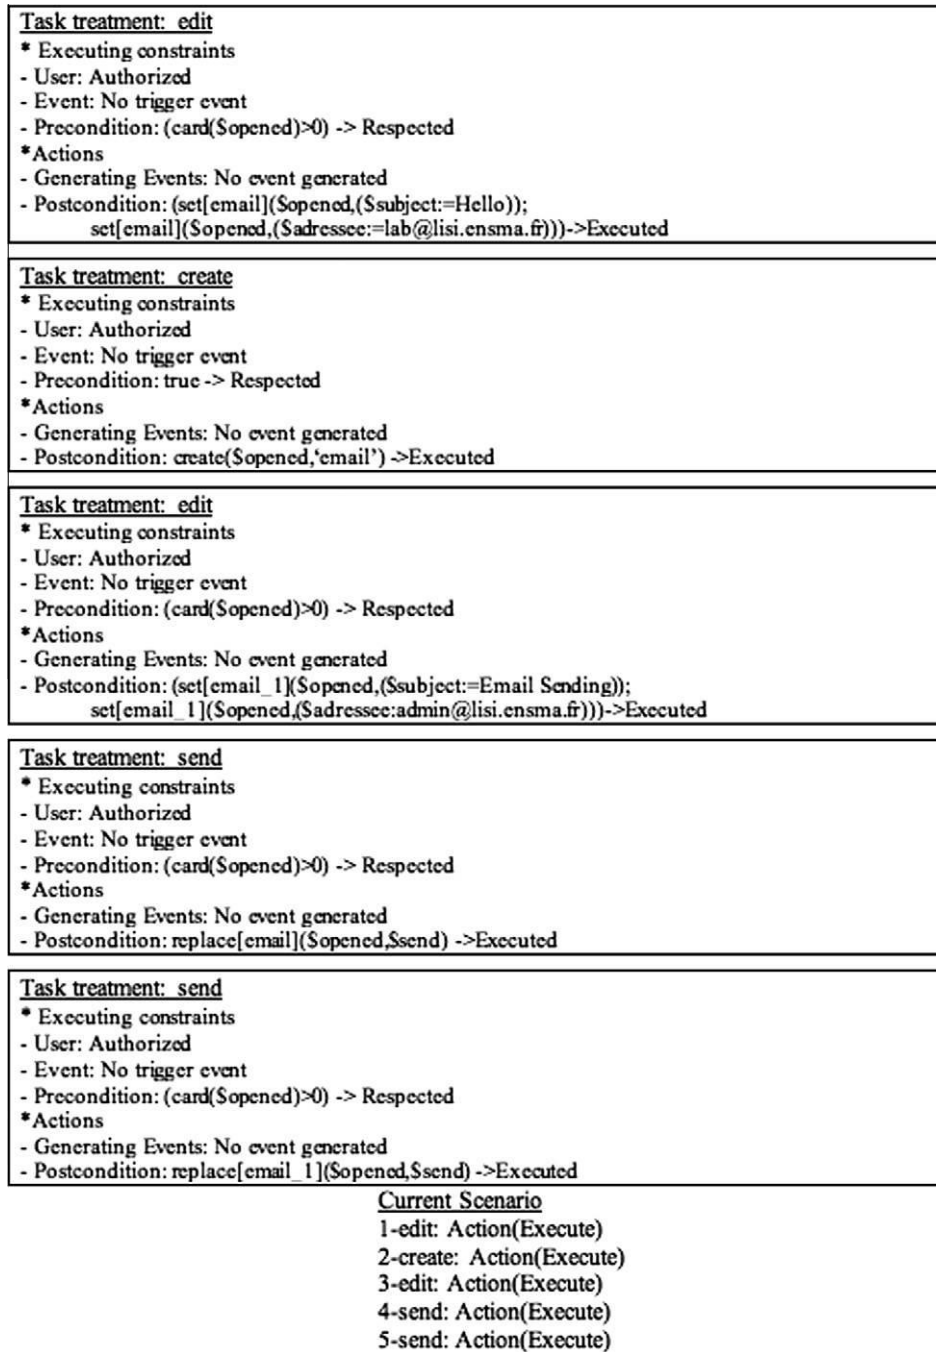 Task treatment: edit
* Executing constraints
- User: Authorized
- Event: No trigger event
- Precondition: (card($opened)>0) -> Respected
*Actions
- Generating Events: No event generated
- Postcondition: (set[email]($opened,($subject:=Hello));
set[email]($opened,($adressee:=lab@lisi.ensma.fr)))->Executed
Task treatment: create
* Executing constraints
- User: Authorized
- Event: No trigger event
- Precondition: true -> Respected
*Actions
- Generating Events: No event generated
- Postcondition: create($opened,‘email’) ->Executed
Task treatment: edit
* Executing constraints
- User: Authorized
- Event: No trigger event
- Precondition: (card($opened)>0) -> Respected
*Actions
- Generating Events: No event generated
- Postcondition: (set[email_1]($opened,($subject:=Email Sending));
set[email_1]($opened,($adressee:admin@lisi.ensma.fr)))->Executed
Task treatment: send
* Executing constraints
- User: Authorized
- Event: No trigger event
- Precondition: (card($opened)>0) -> Respected
*Actions
- Generating Events: No event generated
- Postcondition: replace[email]($opened,$send) ->Executed
Task treatment: send
* Executing constraints
- User: Authorized
- Event: No trigger event
- Precondition: (card($opened)>0) -> Respected
*Actions
- Generating Events: No event generated
- Postcondition: replace[email_1]($opened,$send) ->Executed
Current Scenario
1-edit: Action(Execute)
2-create: Action(Execute)
3-edit: Action(Execute)
4-send: Action(Execute)
5-send: Action(Execute)